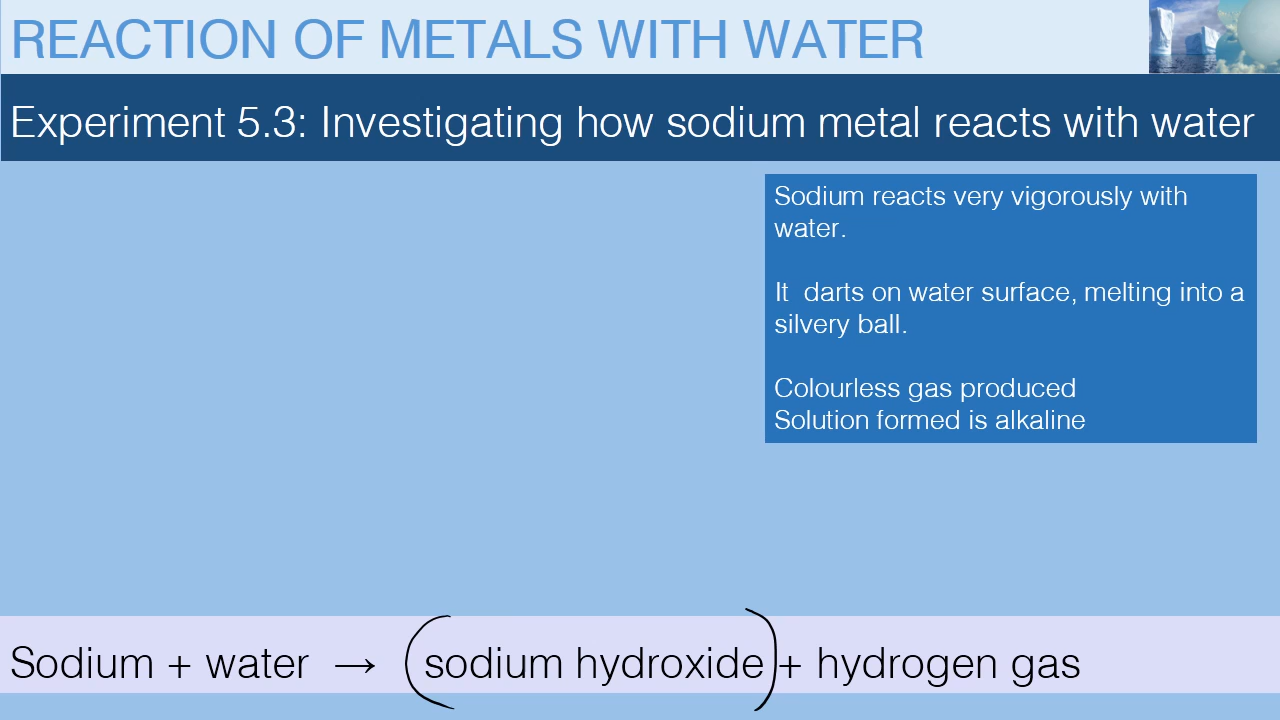 REACTION OF METALS WITH WATER
Experiment 5.3: Investigating how sodium metal reacts with water
Sodium reacts very vigorously with
water.
It  darts on water surface, melting into a
silvery ball.
Colourless gas produced
Solution formed is alkaline
Sodium + water → (sodium hydroxide) + hydrogen gas